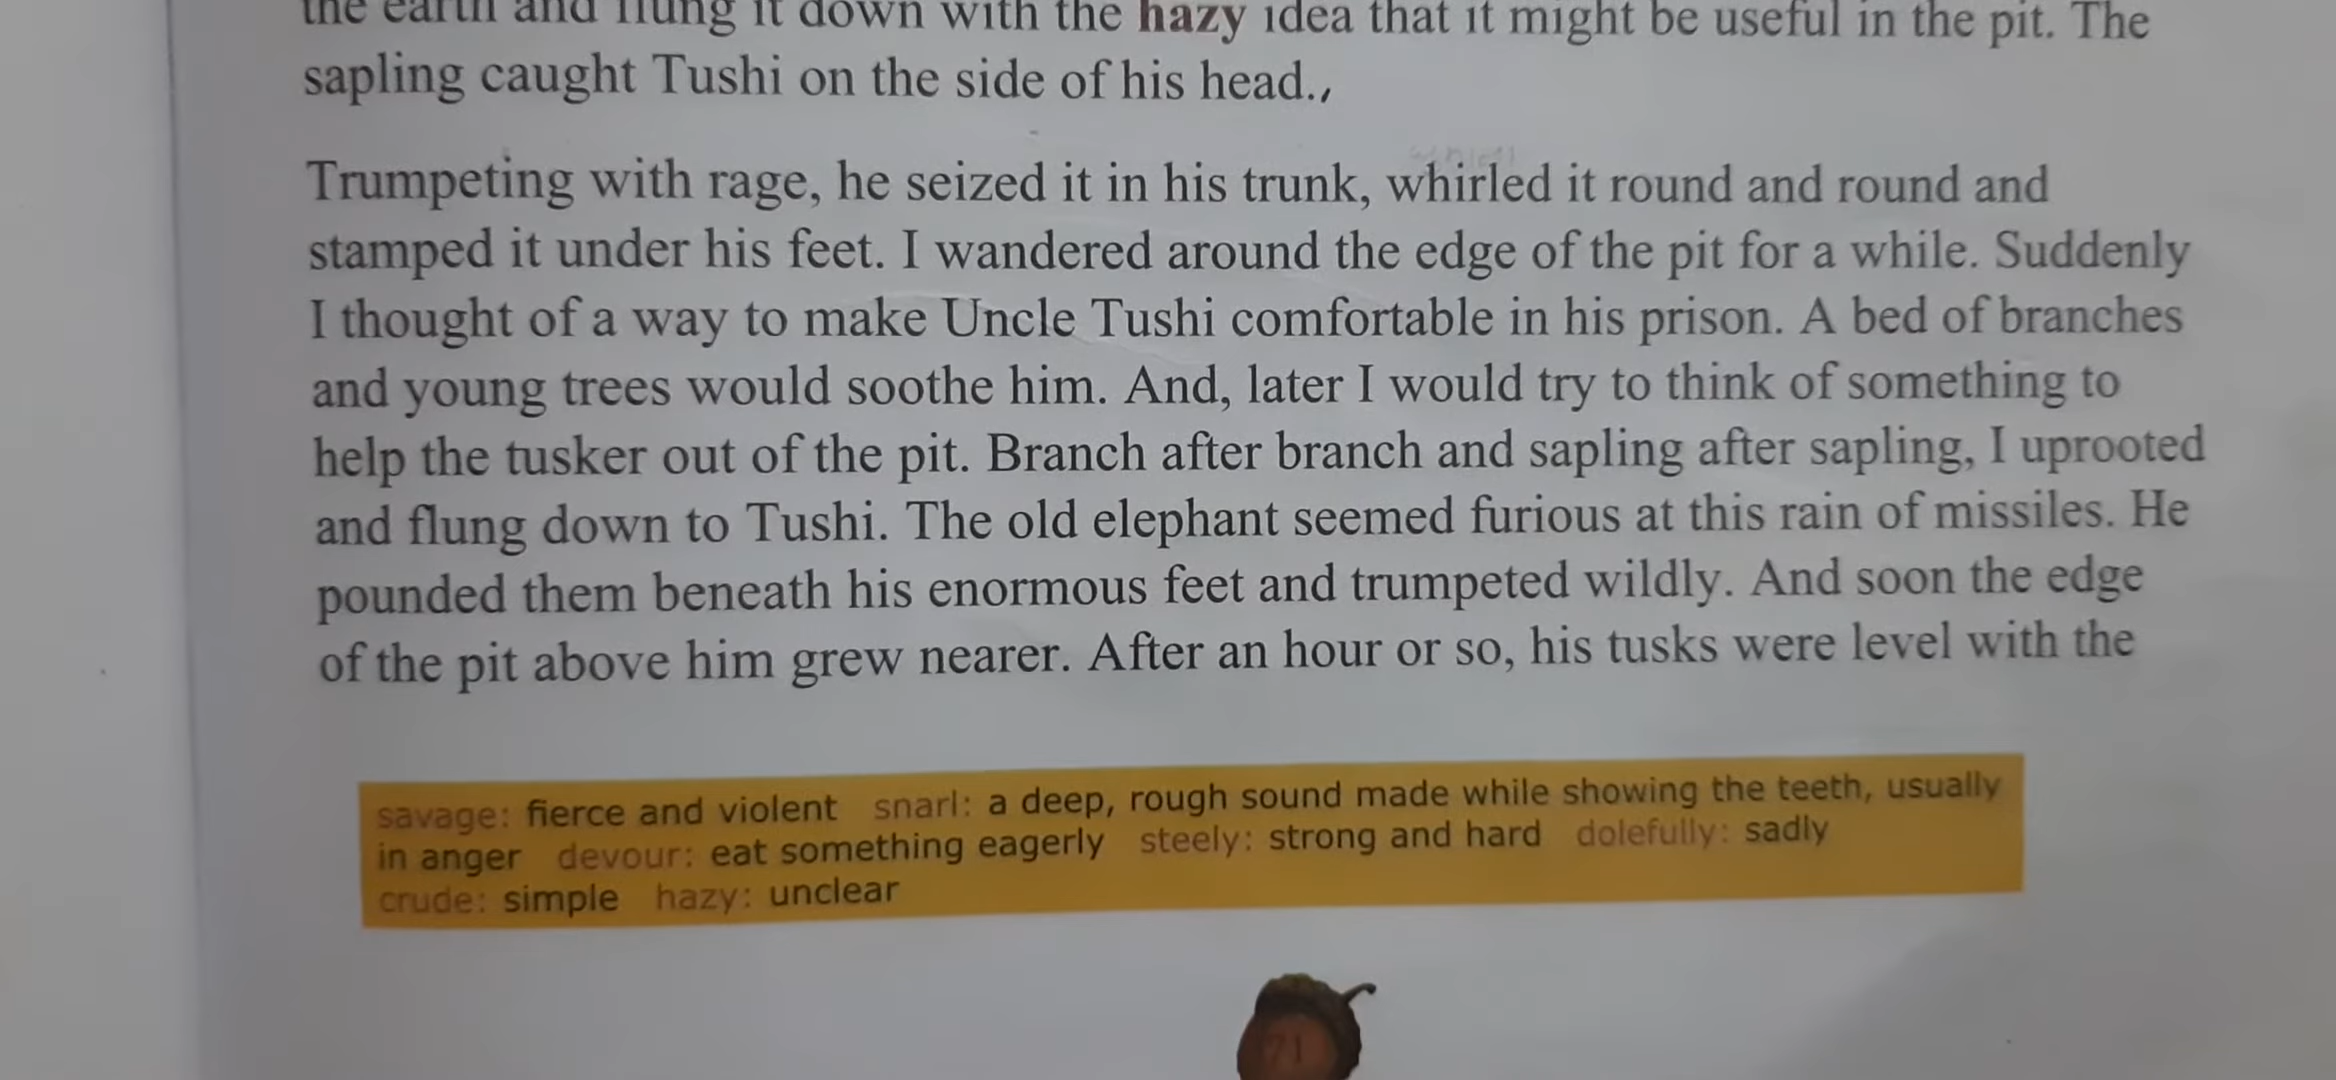 the earth and flung it down with the hazy idea that it might be useful in the pit. The
sapling caught Tushi on the side of his head.,
Trumpeting with rage, he seized it in his trunk, whirled it round and round and
stamped it under his feet. I wandered around the edge of the pit for a while. Suddenly
I thought of a way to make Uncle Tushi comfortable in his prison. A bed of branches
and young trees would soothe him. And, later I would try to think of something to
help the tusker out of the pit. Branch after branch and sapling after sapling, I uprooted
and flung down to Tushi. The old elephant seemed furious at this rain of missiles. He
pounded them beneath his enormous feet and trumpeted wildly. And soon the edge
of the pit above him grew nearer. After an hour or so, his tusks were level with the
savage: fierce and violent snarl: a deep, rough sound made while showing the teeth, usually
in anger devour: eat something eagerly steely: strong and hard dolefully: sadly
crude: simple hazy: unclear
71